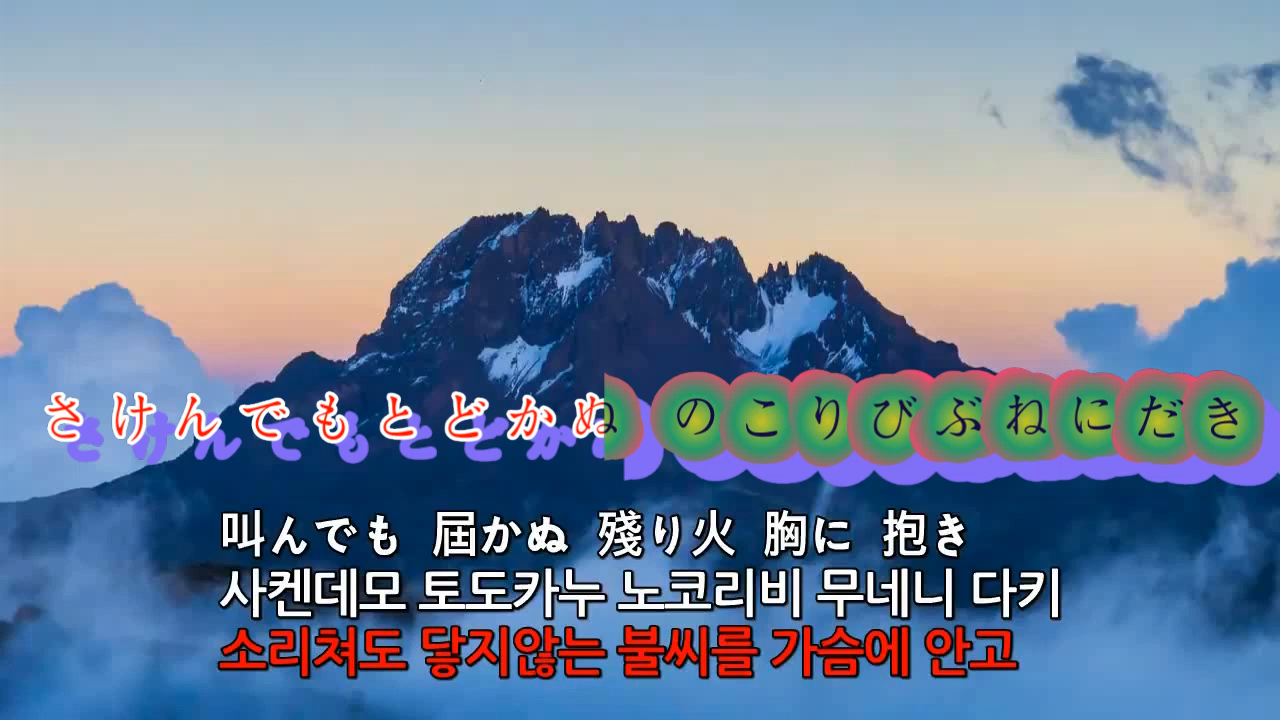 さけんでもとどかぬ のこりびぶねにだき
叫んでも 屆かぬ 殘り火 胸に 抱き
사켄데모 토도카누 노코리비 무네니 다키
소리쳐도 닿지않는 불씨를 가슴에 안고